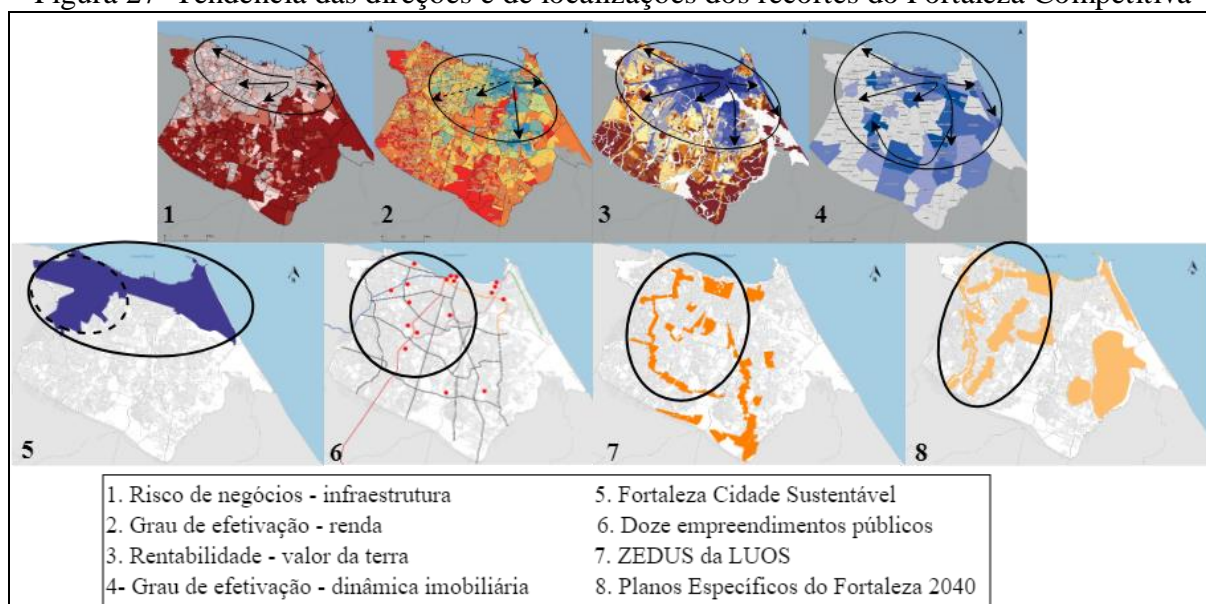 Figura 27- Tendência das direções e de localizações dos recortes do Fortaleza Competitiva
1
2
3
4
5
6
7
8
1. Risco de negócios - infraestrutura
2. Grau de efetivação - renda
3. Rentabilidade - valor da terra
4- Grau de efetivação - dinâmica imobiliária
5. Fortaleza Cidade Sustentável
6. Doze empreendimentos públicos
7. ZEDUS da LUOS
8. Planos Específicos do Fortaleza 2040